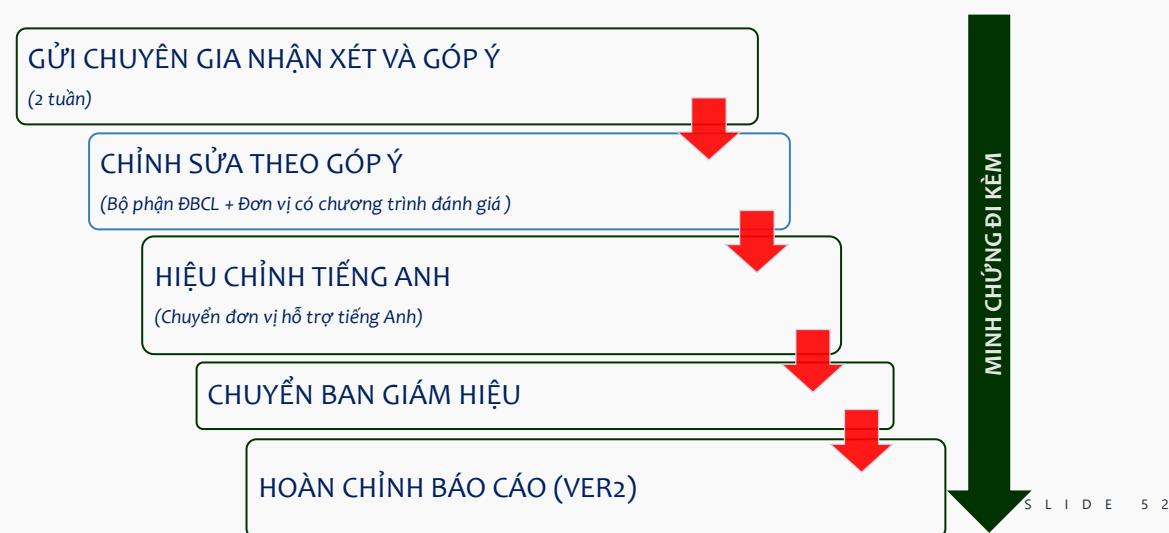 GỬI CHUYÊN GIA NHẬN XÉT VÀ GÓP Ý
(2 tuần)
CHỈNH SỬA THEO GÓP Ý
(Bộ phận ĐBCL + Đơn vị có chương trình đánh giá )
HIỆU CHỈNH TIẾNG ANH
(Chuyển đơn vị hỗ trợ tiếng Anh)
CHUYỂN BAN GIÁM HIỆU
HOÀN CHỈNH BÁO CÁO (VER2)
MINH CHỨNG ĐI KÈM
SLIDE 52